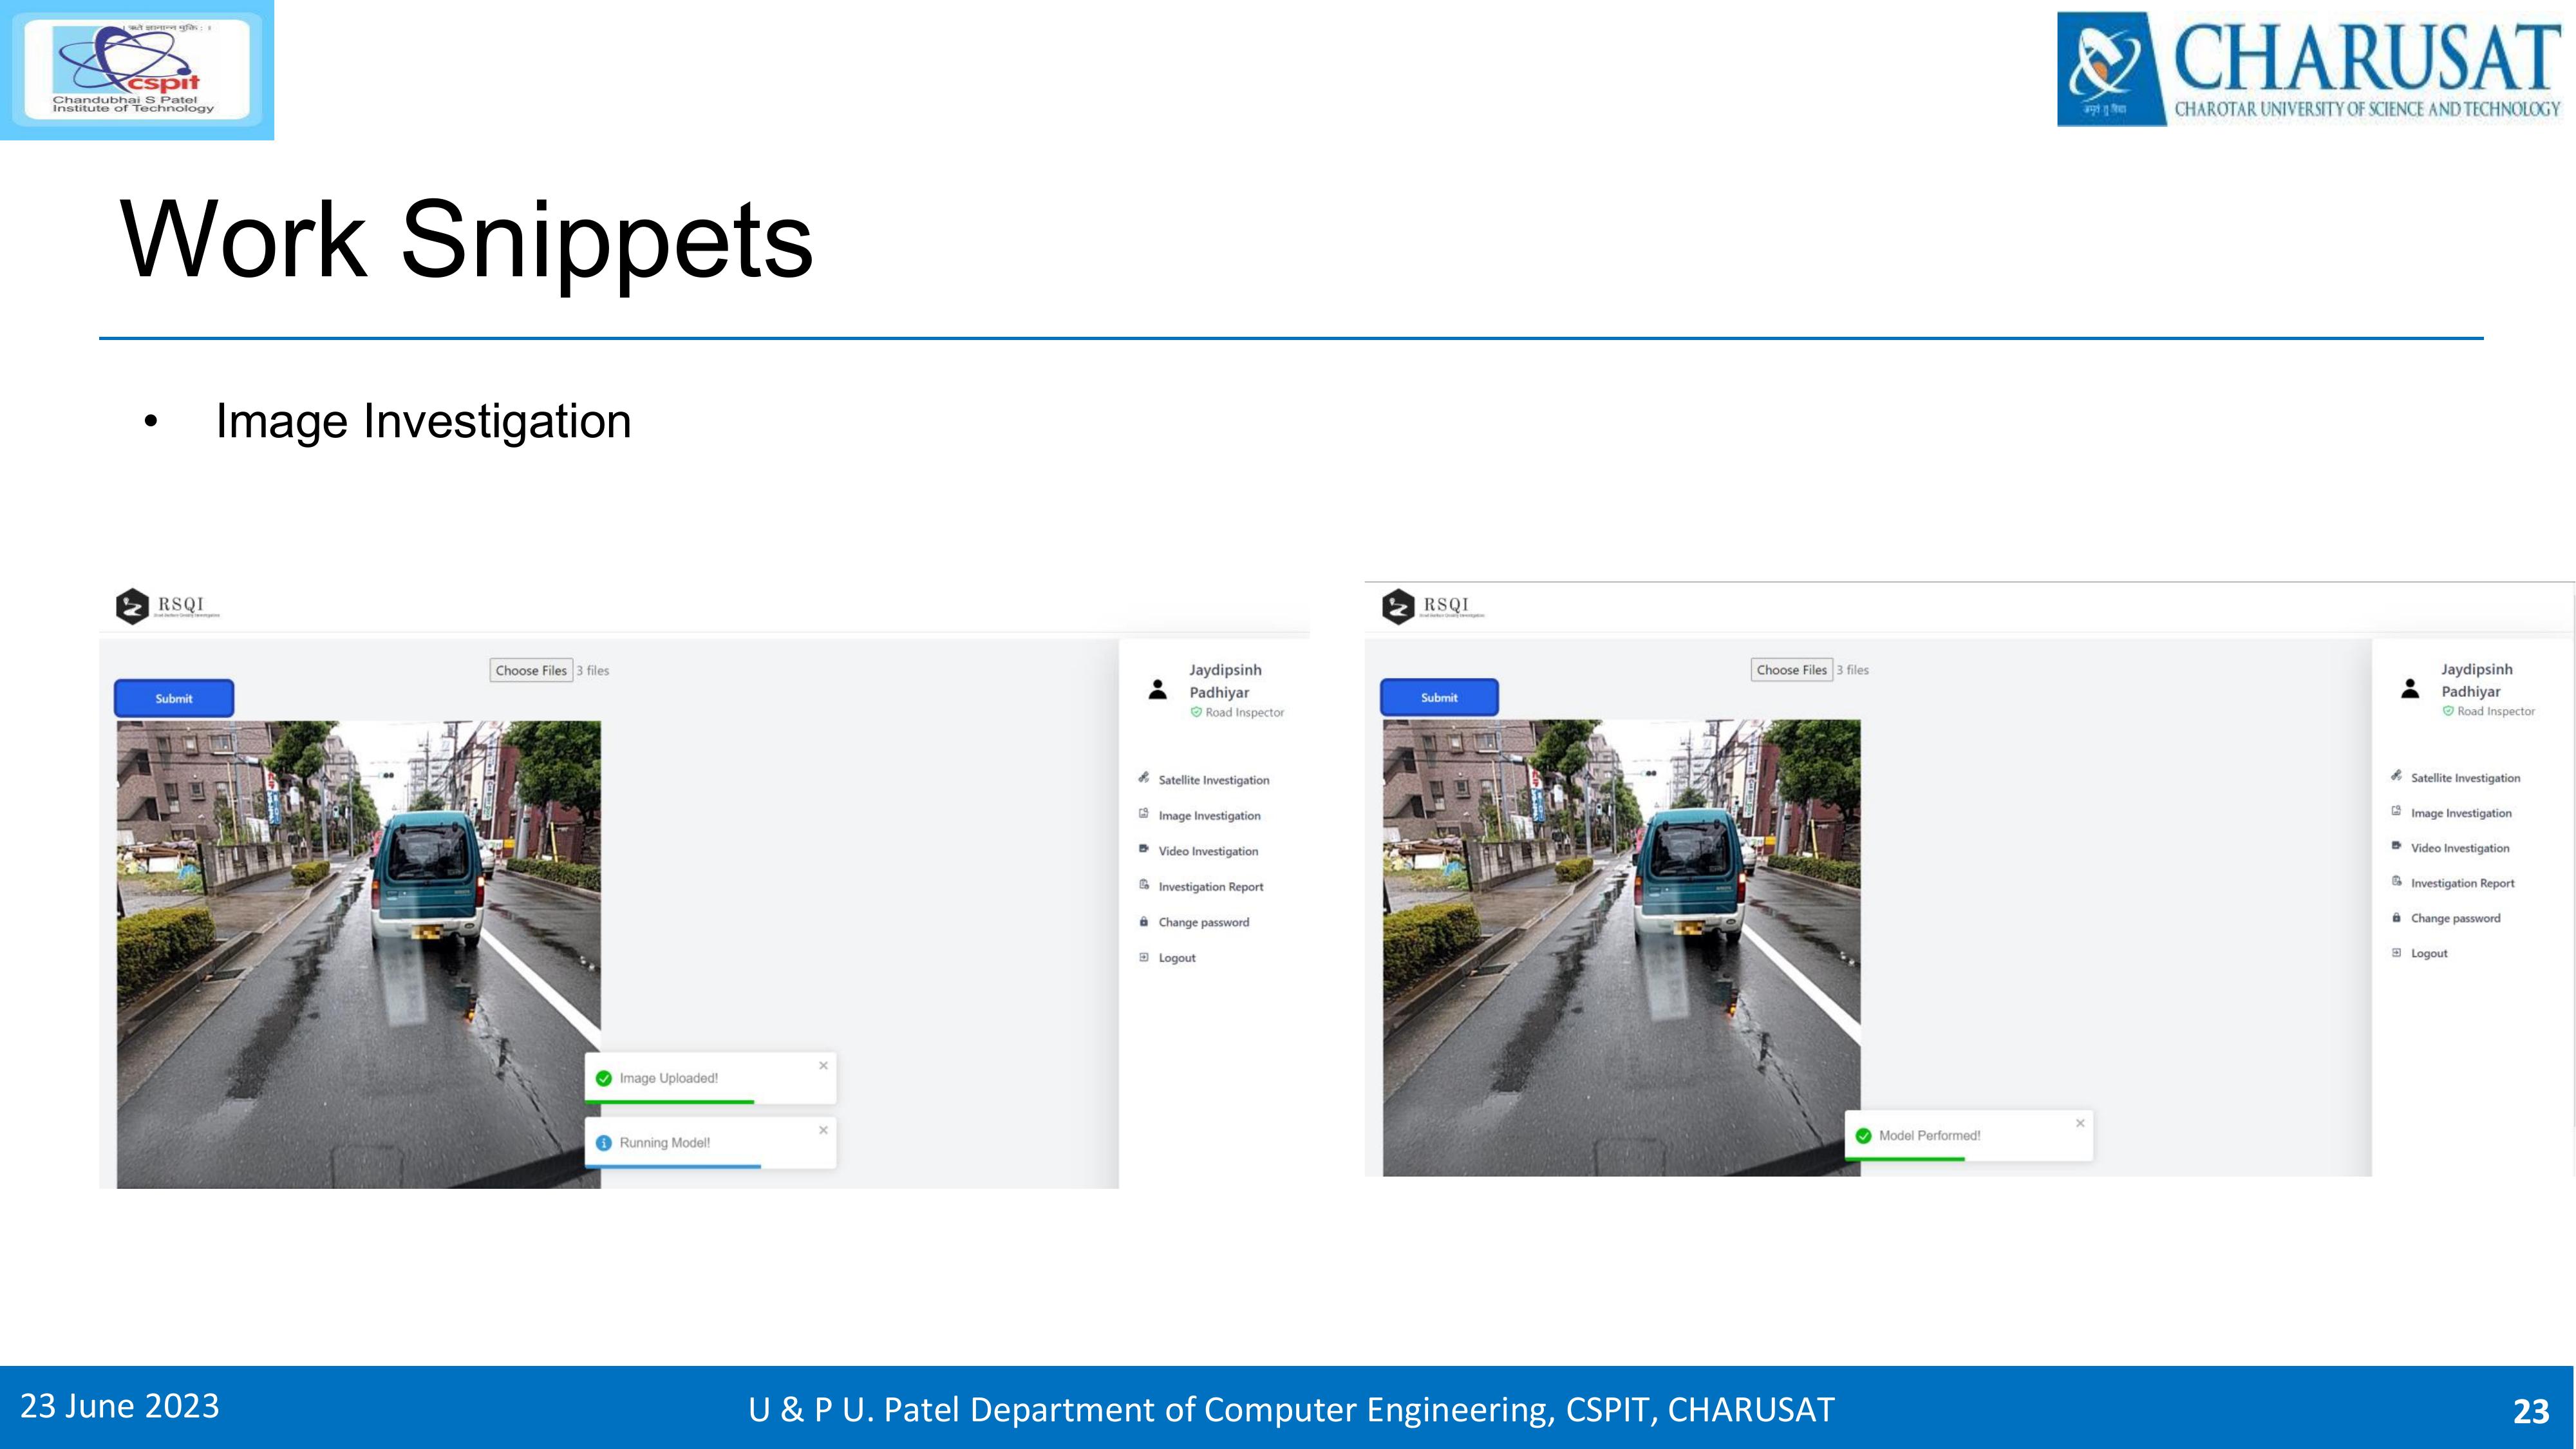 cspit
Chandubhai S Patel
Institute of Technology
CHARUSAT
CHAROTAR UNIVERSITY OF SCIENCE AND TECHNOLOGY
Work Snippets
• Image Investigation
RSQI
Choose Files 3 files
Submit
Jaydipsinh
Padhiyar
Road Inspector
Satellite Investigation
Image Investigation
Video Investigation
Investigation Report
Change password
Logout
Image Uploaded!
Running Model!
RSQI
Choose Files 3 files
Submit
Jaydipsinh
Padhiyar
Road Inspector
Satellite Investigation
Image Investigation
Video Investigation
Investigation Report
Change password
Logout
Model Performed!
23 June 2023
U & P U. Patel Department of Computer Engineering, CSPIT, CHARUSAT
23